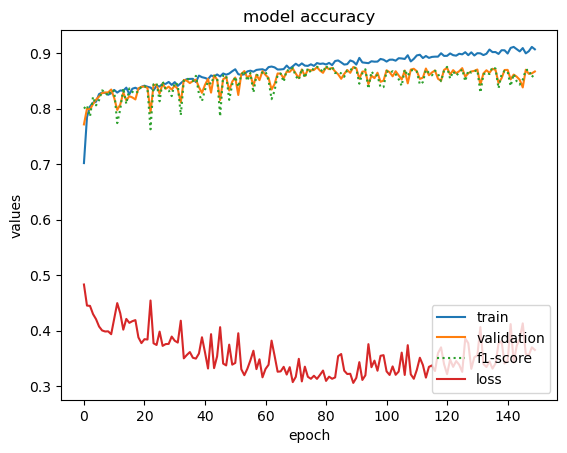 model accuracy
values
0.9
0.8
0.7
0.6
0.5
0.4
0.3
train
validation
f1-score
loss
0 20 40 60 80 100 120 140
epoch